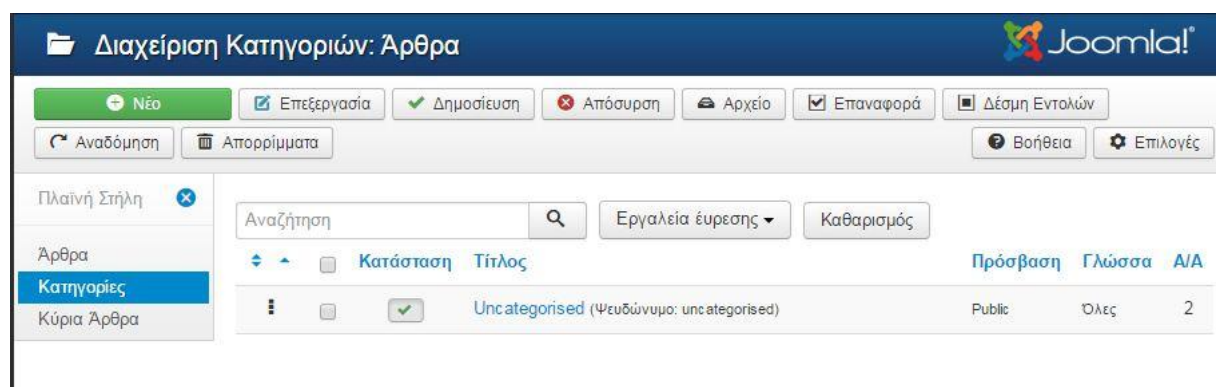 Διαχείριση Κατηγοριών: Άρθρα
Joomla!®
Νέο Επεξεργασία Δημοσίευση Απόσυρση Αρχείο Επαναφορά Δέσμη Εντολών
Αναδόμηση Απορρίμματα Βοήθεια Επιλογές
Πλαϊνή Στήλη
Άρθρα
Κατηγορίες
Κύρια Άρθρα
Αναζήτηση Εργαλεία έυρεσης Καθαρισμός
Κατάσταση Τίτλος Πρόσβαση Γλώσσα Α/Α
Uncategorised (Ψευδώνυμο: uncategorised) Public Όλες 2